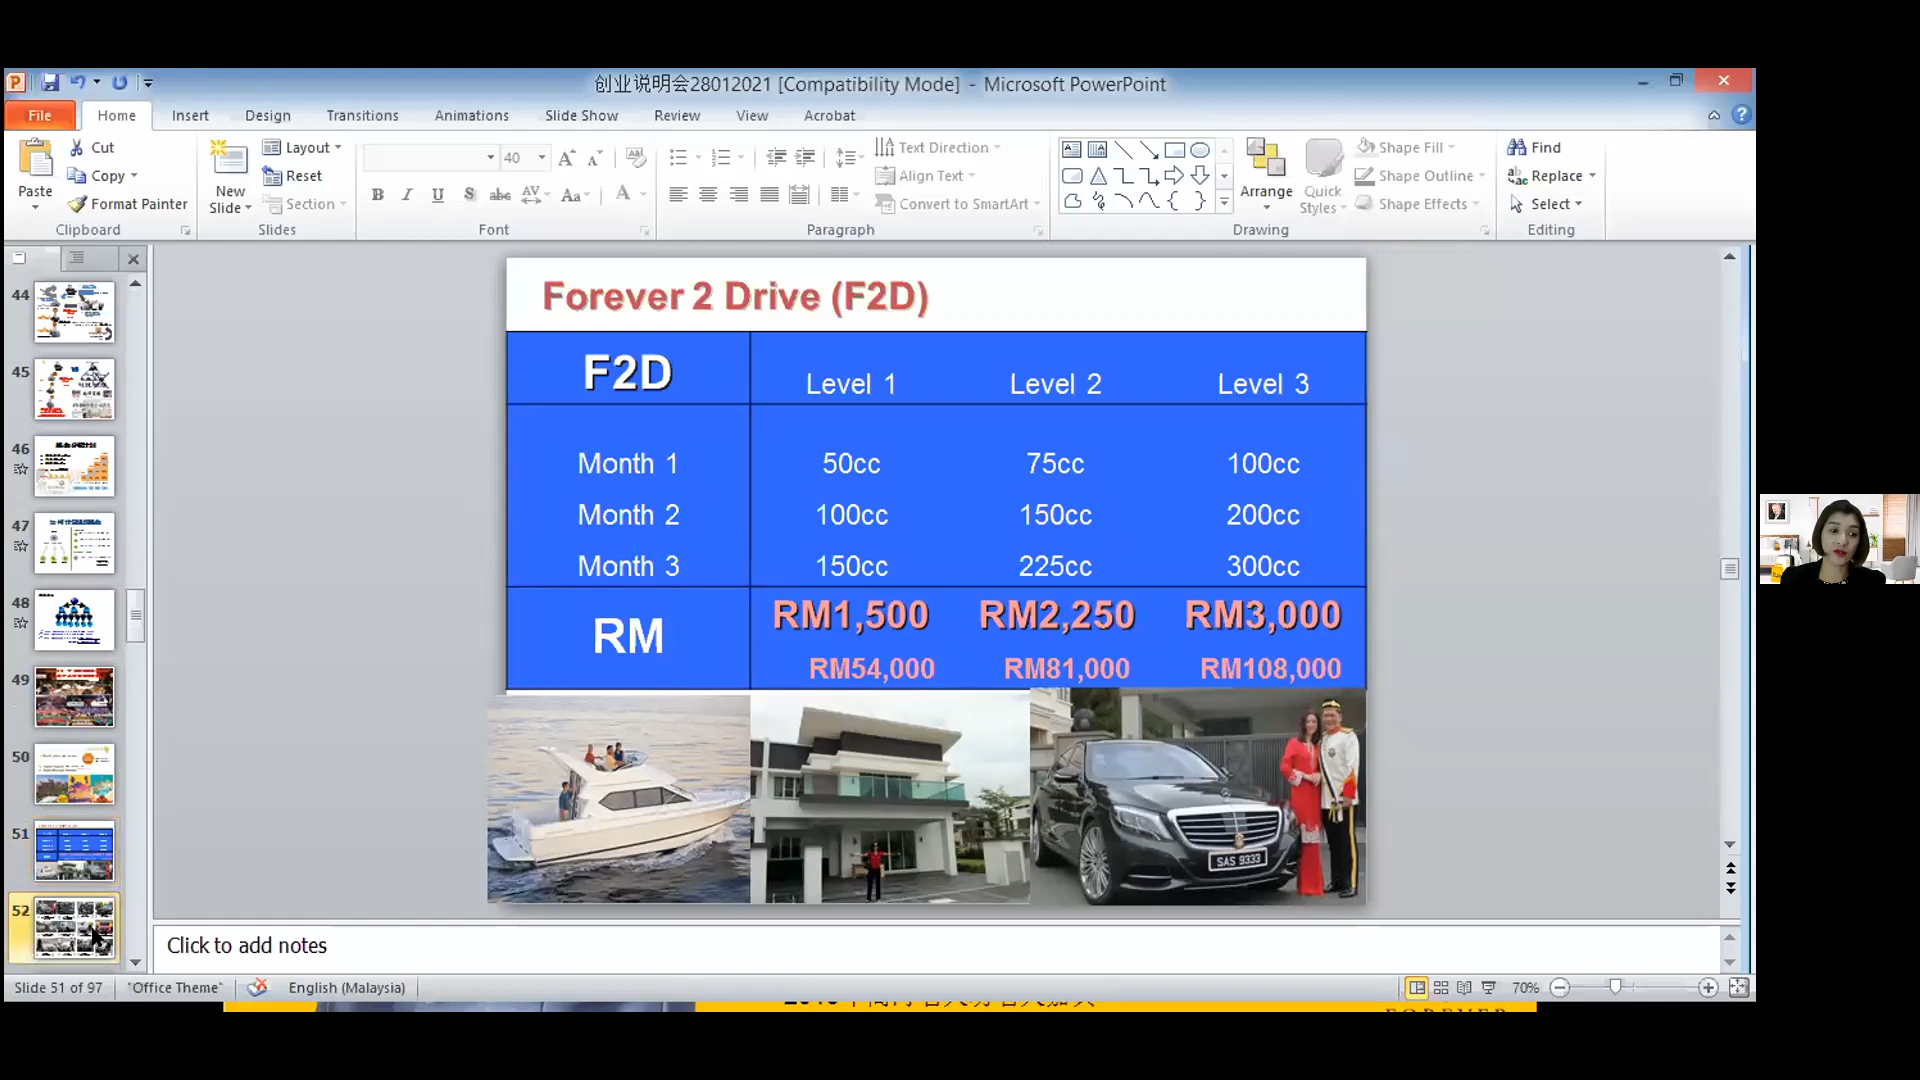 创业说明会28012021 [Compatibility Mode] - Microsoft PowerPoint
File Home Insert Design Transitions Animations Slide Show Review View Acrobat
Paste
Cut
Copy
Format Painter
Clipboard
New Slide
Layout
Reset
Section
Slides
40
B I U S abc AV Aa A
Font
Text Direction
Align Text
Convert to SmartArt
Paragraph
Arrange
Quick Styles
Shape Fill
Shape Outline
Shape Effects
Drawing
Find
Replace
Select
Editing
44
45
46
47
48
49
50
51
52
Forever 2 Drive (F2D)
F2D Level 1 Level 2 Level 3
Month 1 50cc 75cc 100cc
Month 2 100cc 150cc 200cc
Month 3 150cc 225cc 300cc
RM RM1,500 RM2,250 RM3,000
RM54,000 RM81,000 RM108,000
SAS 9333
Click to add notes
Slide 51 of 97 "Office Theme" English (Malaysia) 70%
FOREVER